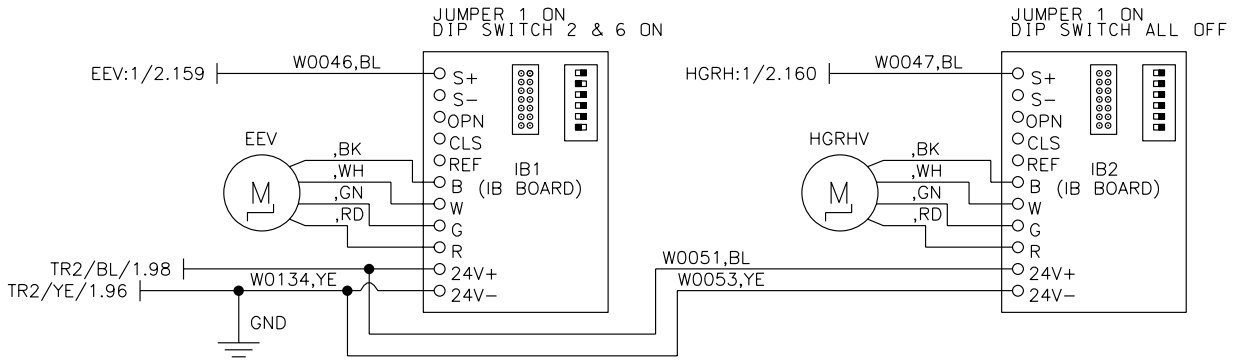 JUMPER 1 ON
DIP SWITCH 2 & 6 ON
JUMPER 1 ON
DIP SWITCH ALL OFF
EEV:1/2.159
W0046,BL
S+
S-
OPN
CLS
REF
B
W
G
R
24V+
24V-
IB1
(IB BOARD)
EEV
M
,BK
,WH
,GN
,RD
TR2/BL/1.98
TR2/YE/1.96
W0134,YE
GND
HGRH:1/2.160
W0047,BL
S+
S-
OPN
CLS
REF
B
W
G
R
24V+
24V-
IB2
(IB BOARD)
HGRHV
M
,BK
,WH
,GN
,RD
W0051,BL
W0053,YE